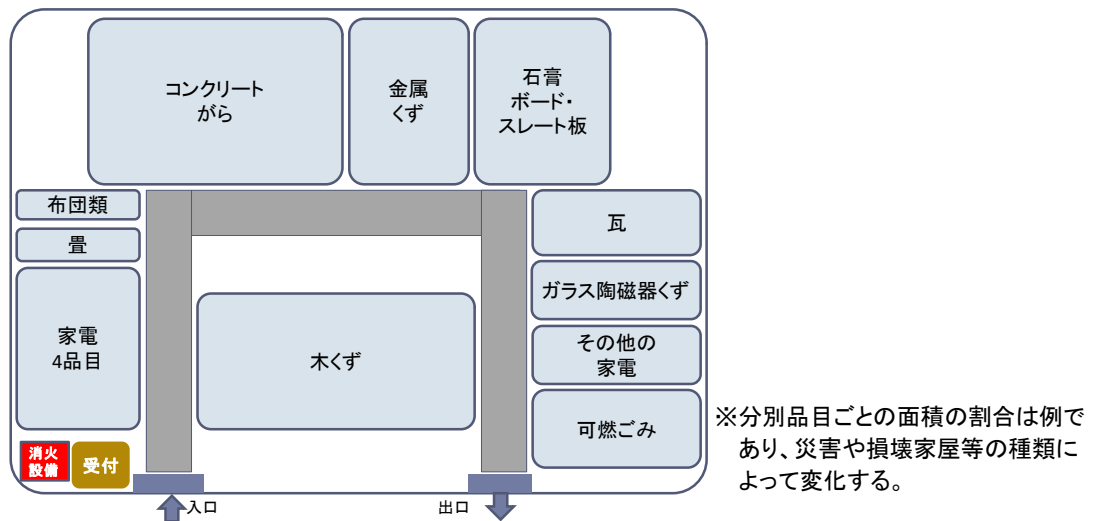 コンクリート
がら
金属
くず
石膏
ボード・
スレート板
布団類
畳
家電
4品目
木くず
瓦
ガラス陶磁器くず
その他の
家電
可燃ごみ
消火
設備
受付
入口
出口
※分別品目ごとの面積の割合は例で
あり、災害や損壊家屋等の種類に
よって変化する。